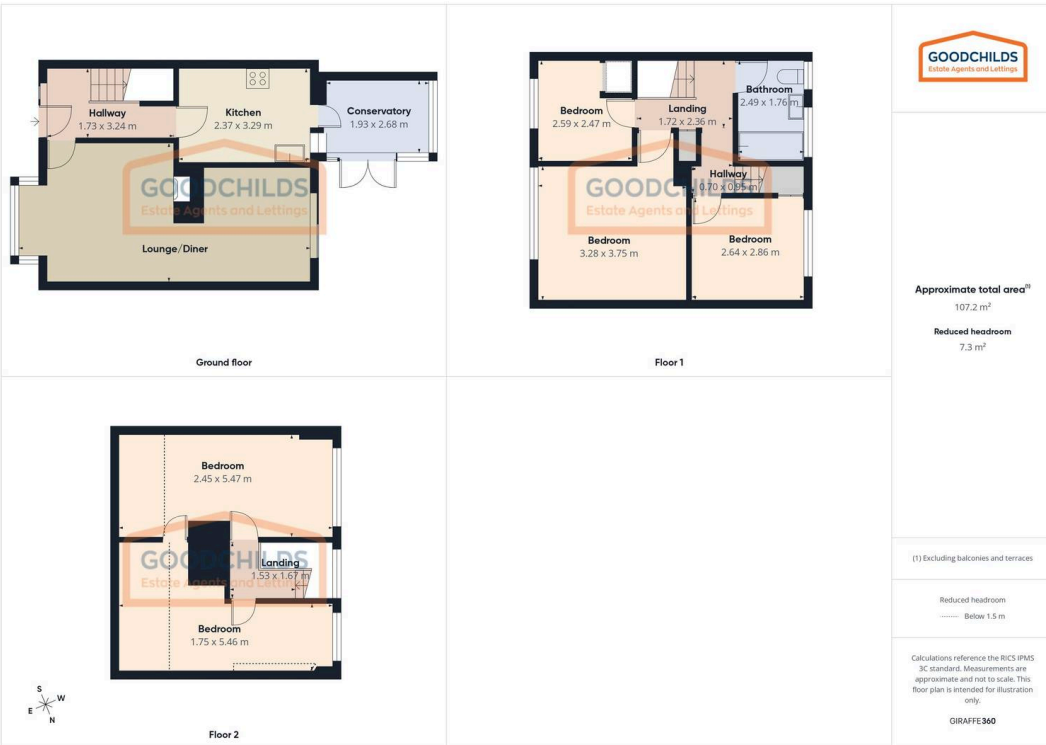 Hallway
1.73 x 3.24 m
Kitchen
2.37 x 3.29 m
Conservatory
1.93 x 2.68 m
GOODCHILDS
Estate Agents and Lettings
Lounge/Diner
Ground floor
Bedroom
2.59 x 2.47 m
Landing
1.72 x 2.36 m
Bathroom
2.49 x 1.76 m
Hallway
0.70 x 0.95 m
GOODCHILDS
Estate Agents and Lettings
Bedroom
3.28 x 3.75 m
Bedroom
2.64 x 2.86 m
Floor 1
Bedroom
2.45 x 5.47 m
GOODCHILDS
Estate Agents and Lettings
Landing
1.53 x 1.67 m
Bedroom
1.75 x 5.46 m
S
W
E
N
Floor 2
GOODCHILDS
Estate Agents and Lettings
Approximate total area(1)
107.2 m²
Reduced headroom
7.3 m²
(1) Excluding balconies and terraces
Reduced headroom
Below 1.5 m
Calculations reference the RICS IPMS
3C standard. Measurements are
approximate and not to scale. This
floor plan is intended for illustration
only.
GIRAFFE360